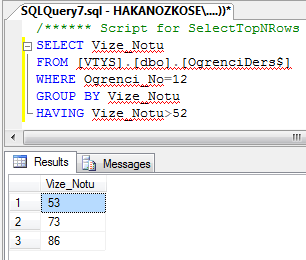 SQLQuery7.sql - HAKANOZKOSE\....))*
/****** Script for SelectTopNRows
SELECT Vize_Notu
FROM [VTYS].[dbo].[OgrenciDers$]
WHERE Ogrenci_No=12
GROUP BY Vize_Notu
HAVING Vize_Notu>52
Results Messages
Vize_Notu
1 53
2 73
3 86